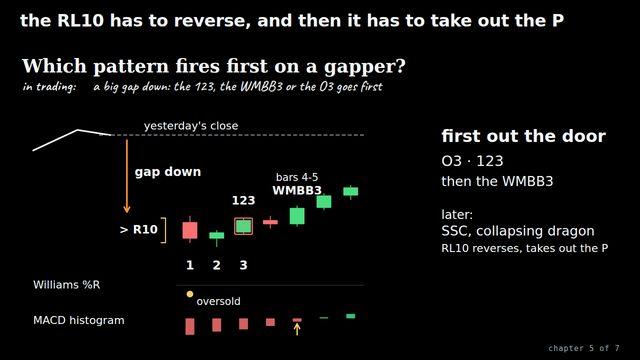 the RL10 has to reverse, and then it has to take out the P
Which pattern fires first on a gapper?
in trading: a big gap down: the 123, the WMBB3 or the O3 goes first
yesterday's close
gap down
bars 4-5
WMBB3
123
> R10
1 2 3
Williams %R
oversold
MACD histogram
first out the door
O3 · 123
then the WMBB3
later:
SSC, collapsing dragon
RL10 reverses, takes out the P
chapter 5 of 7